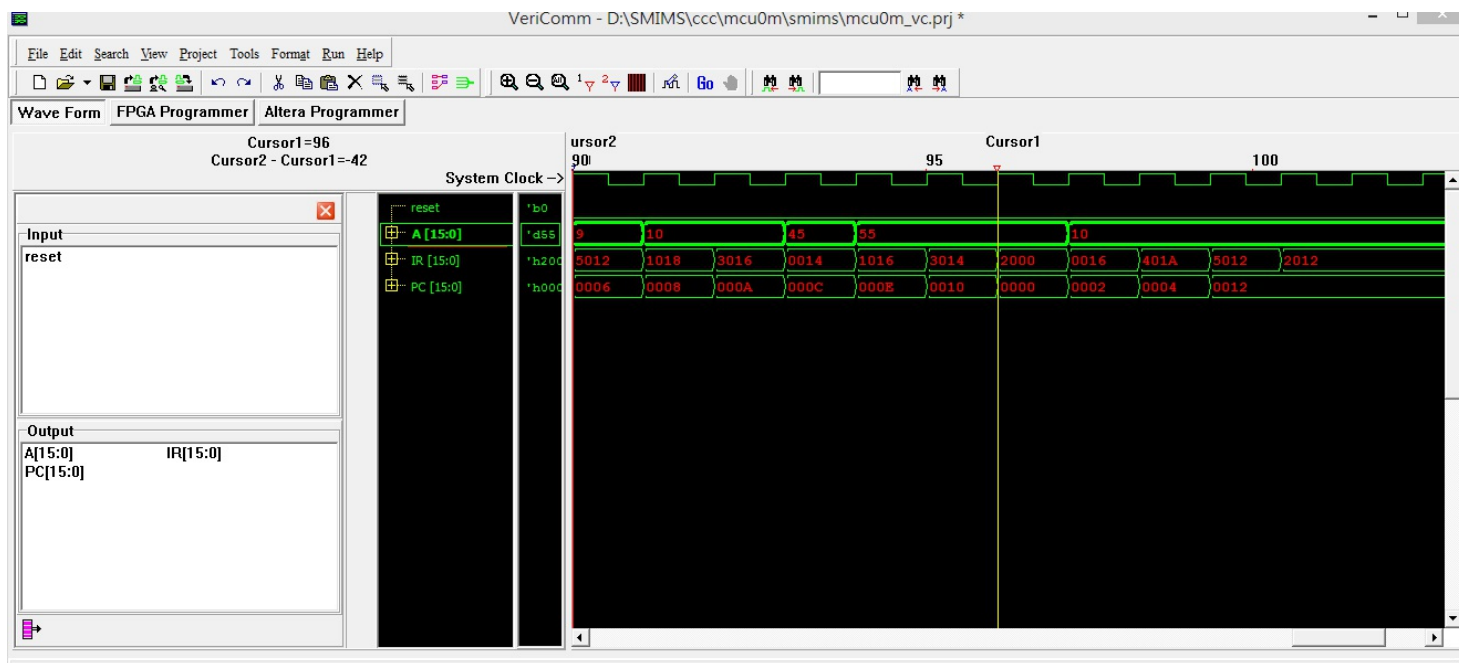 VeriComm - D:\SMIMS\ccc\mcu0m\smims\mcu0m_vc.prj *
File Edit Search View Project Tools Format Run Help
1 2 Go
Wave Form FPGA Programmer Altera Programmer
Cursor1=96
Cursor2 - Cursor1=-42
System Clock -->
ursor2 Cursor1
90 95 100
reset 'b0
A [15:0] 'd55 9 10 45 55 10
IR [15:0] 'h200 5012 1018 3016 0014 1016 3014 2000 0016 401A 5012 2012
PC [15:0] 'h000 0006 0008 000A 000C 000E 0010 0000 0002 0004 0012
Input
reset
Output
A[15:0] IR[15:0]
PC[15:0]